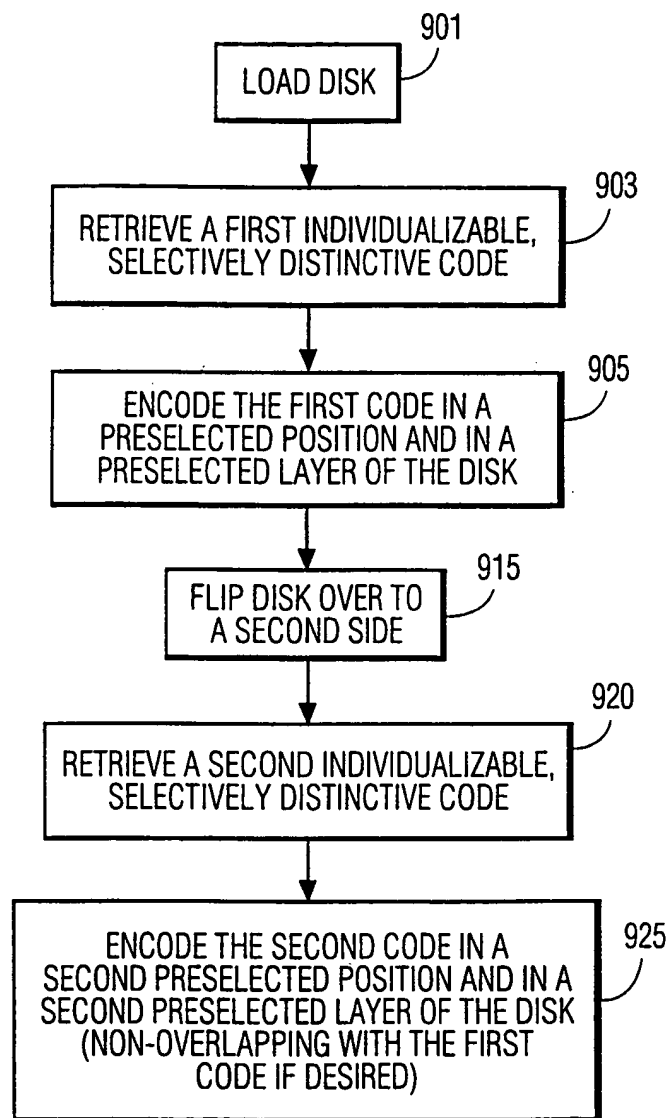 901
LOAD DISK
903
RETRIEVE A FIRST INDIVIDUALIZABLE,
SELECTIVELY DISTINCTIVE CODE
905
ENCODE THE FIRST CODE IN A
PRESELECTED POSITION AND IN A
PRESELECTED LAYER OF THE DISK
915
FLIP DISK OVER TO
A SECOND SIDE
920
RETRIEVE A SECOND INDIVIDUALIZABLE,
SELECTIVELY DISTINCTIVE CODE
925
ENCODE THE SECOND CODE IN A
SECOND PRESELECTED POSITION AND IN A
SECOND PRESELECTED LAYER OF THE DISK
(NON-OVERLAPPING WITH THE FIRST
CODE IF DESIRED)